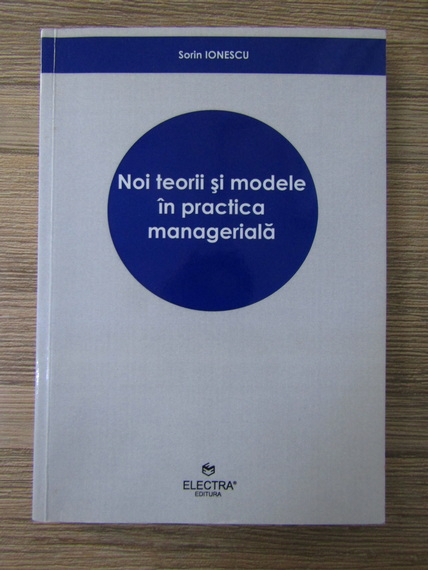 Sorin IONESCU
Noi teorii şi modele
în practica
managerială
ELECTRA®
EDITURA